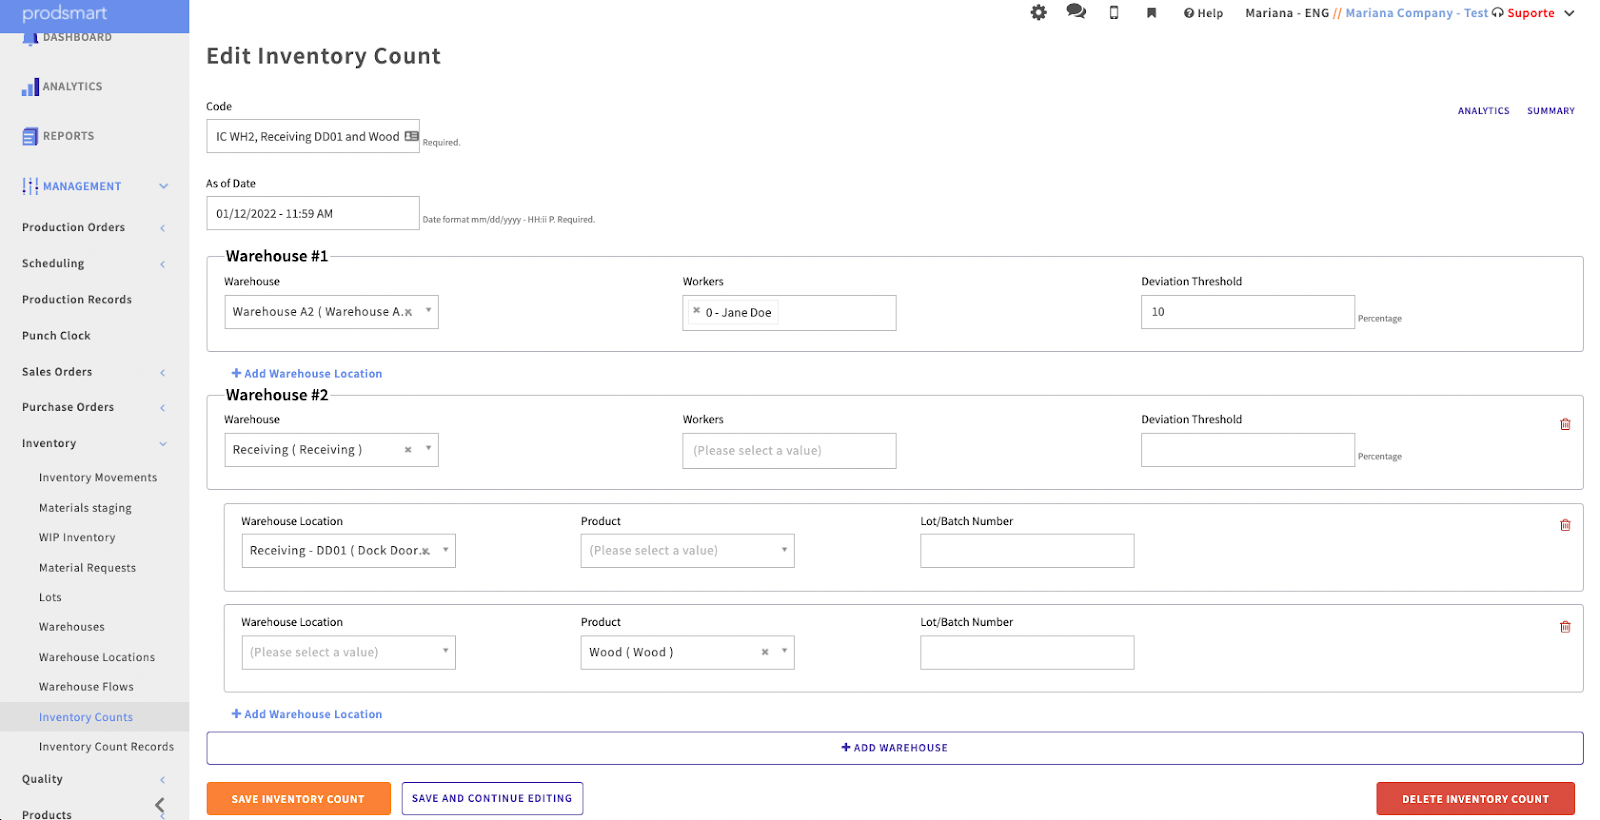 prodsmart
Help
Mariana - ENG // Mariana Company - Test
Suporte
DASHBOARD
ANALYTICS
REPORTS
MANAGEMENT
Production Orders
Scheduling
Production Records
Punch Clock
Sales Orders
Purchase Orders
Inventory
Inventory Movements
Materials staging
WIP Inventory
Material Requests
Lots
Warehouses
Warehouse Locations
Warehouse Flows
Inventory Counts
Inventory Count Records
Quality
Products
Edit Inventory Count
ANALYTICS SUMMARY
Code
IC WH2, Receiving DD01 and Wood Required.
As of Date
01/12/2022 - 11:59 AM Date format mm/dd/yyyy - HH:ii P. Required.
Warehouse #1
Warehouse Workers Deviation Threshold
Warehouse A2 ( Warehouse A... × × 0 - Jane Doe 10 Percentage
+ Add Warehouse Location
Warehouse #2
Warehouse Workers Deviation Threshold
Receiving ( Receiving ) × (Please select a value) Percentage
Warehouse Location Product Lot/Batch Number
Receiving - DD01 ( Dock Door... × (Please select a value)
Warehouse Location Product Lot/Batch Number
(Please select a value) Wood ( Wood ) ×
+ Add Warehouse Location
+ ADD WAREHOUSE
SAVE INVENTORY COUNT SAVE AND CONTINUE EDITING DELETE INVENTORY COUNT